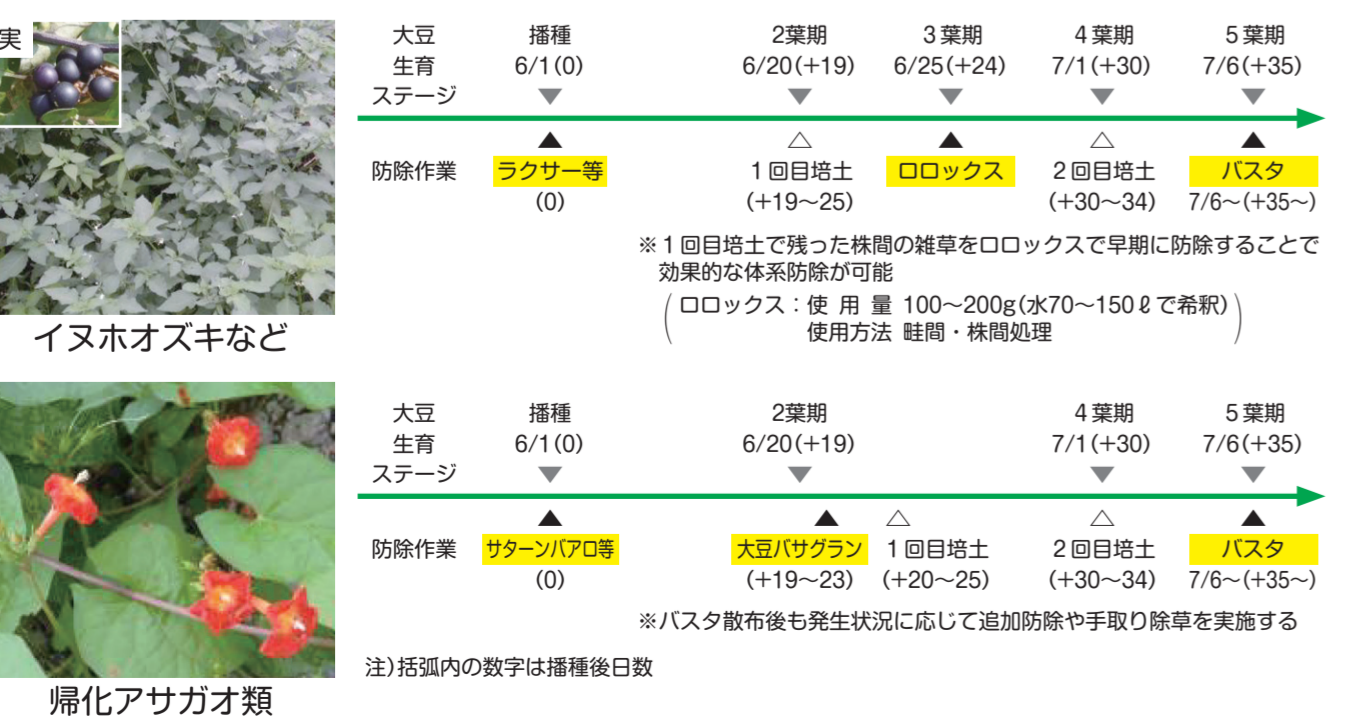 実
イヌホオズキなど
大豆 播種 2葉期 3葉期 4葉期 5葉期
生育 6/1(0) 6/20(+19) 6/25(+24) 7/1(+30) 7/6(+35)
ステージ ▼ ▼ ▼ ▼ ▼
▲ △ ▲ △ ▲
防除作業 ラクサー等 1回目培土 ロロックス 2回目培土 バスタ
(0) (+19~25) (+30~34) 7/6~(+35~)
※1回目培土で残った株間の雑草をロロックスで早期に防除することで
効果的な体系防除が可能
(ロロックス:使用量 100~200g(水70~150ℓで希釈)
使用方法 畦間・株間処理)
帰化アサガオ類
大豆 播種 2葉期 4葉期 5葉期
生育 6/1(0) 6/20(+19) 7/1(+30) 7/6(+35)
ステージ ▼ ▼ ▼ ▼
▲ ▲ △ △ ▲
防除作業 サターンバアロ等 大豆バサグラン 1回目培土 2回目培土 バスタ
(0) (+19~23) (+20~25) (+30~34) 7/6~(+35~)
※バスタ散布後も発生状況に応じて追加防除や手取り除草を実施する
注)括弧内の数字は播種後日数